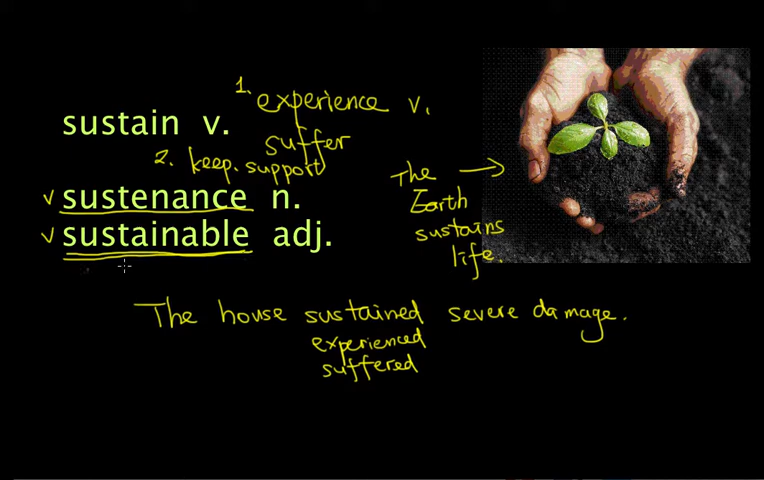 1. experience v.
sustain v.
suffer
2. keep. support
✓ sustenance n.
✓ sustainable adj.
The →
Earth
sustains
life.
The house sustained severe damage.
experienced
suffered